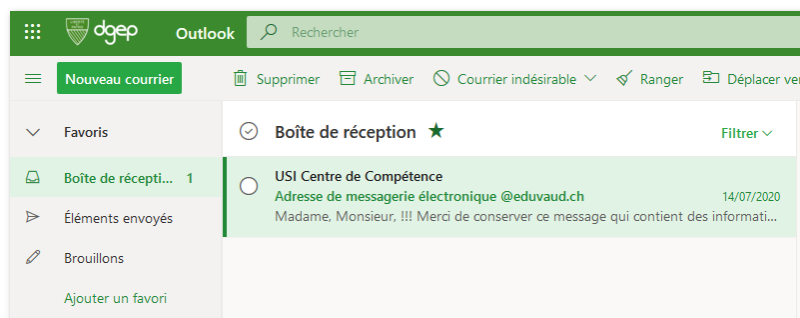 dgep Outlook Rechercher
Nouveau courrier Supprimer Archiver Courrier indésirable Ranger Déplacer ver
Favoris
Boîte de récepti... 1
Éléments envoyés
Brouillons
Ajouter un favori
Boîte de réception Filtrer
USI Centre de Compétence
Adresse de messagerie électronique @eduvaud.ch 14/07/2020
Madame, Monsieur, !!! Merci de conserver ce message qui contient des informati...